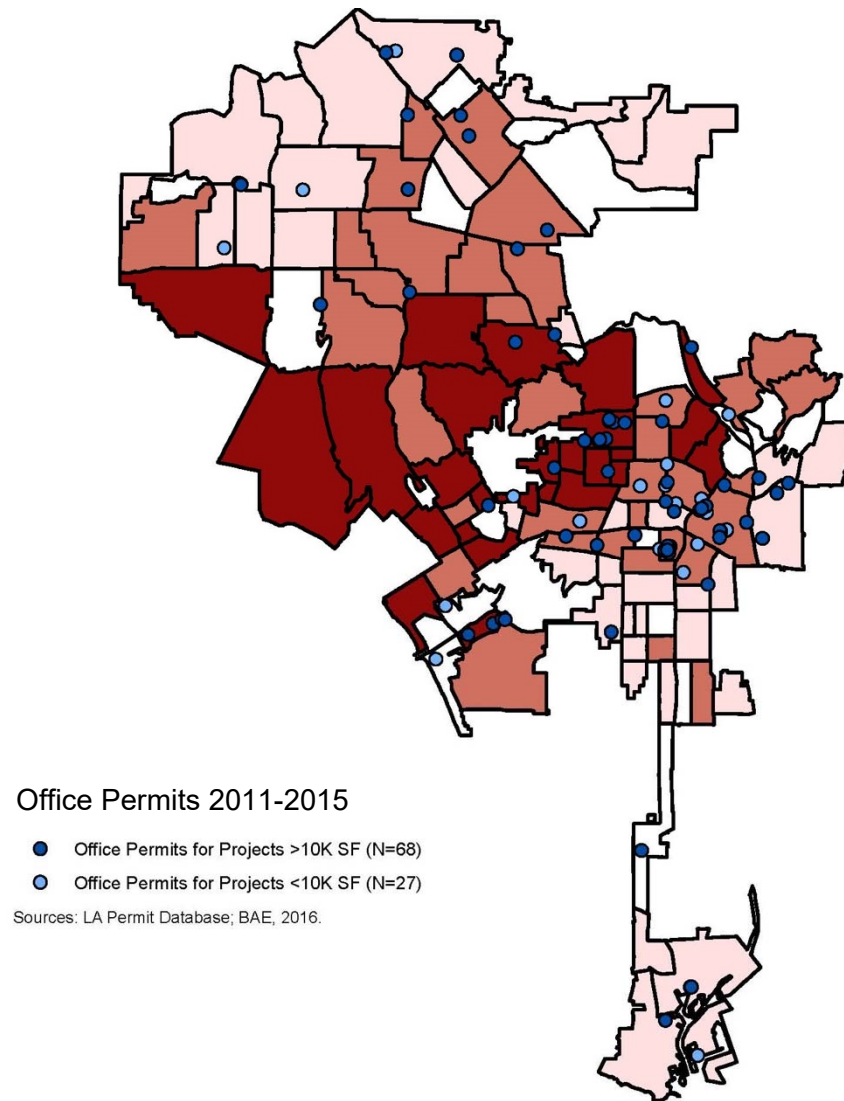 Office Permits 2011-2015
Office Permits for Projects >10K SF (N=68)
Office Permits for Projects <10K SF (N=27)
Sources: LA Permit Database; BAE, 2016.